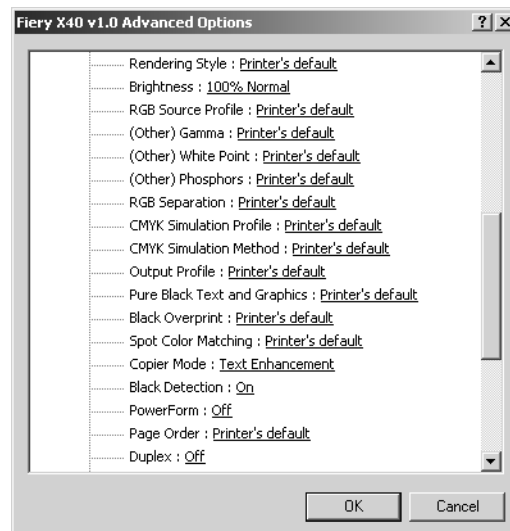 Fiery X40 v1.0 Advanced Options
Rendering Style : Printer's default
Brightness : 100% Normal
RGB Source Profile : Printer's default
(Other) Gamma : Printer's default
(Other) White Point : Printer's default
(Other) Phosphors : Printer's default
RGB Separation : Printer's default
CMYK Simulation Profile : Printer's default
CMYK Simulation Method : Printer's default
Output Profile : Printer's default
Pure Black Text and Graphics : Printer's default
Black Overprint : Printer's default
Spot Color Matching : Printer's default
Copier Mode : Text Enhancement
Black Detection : On
PowerForm : Off
Page Order : Printer's default
Duplex : Off
OK Cancel